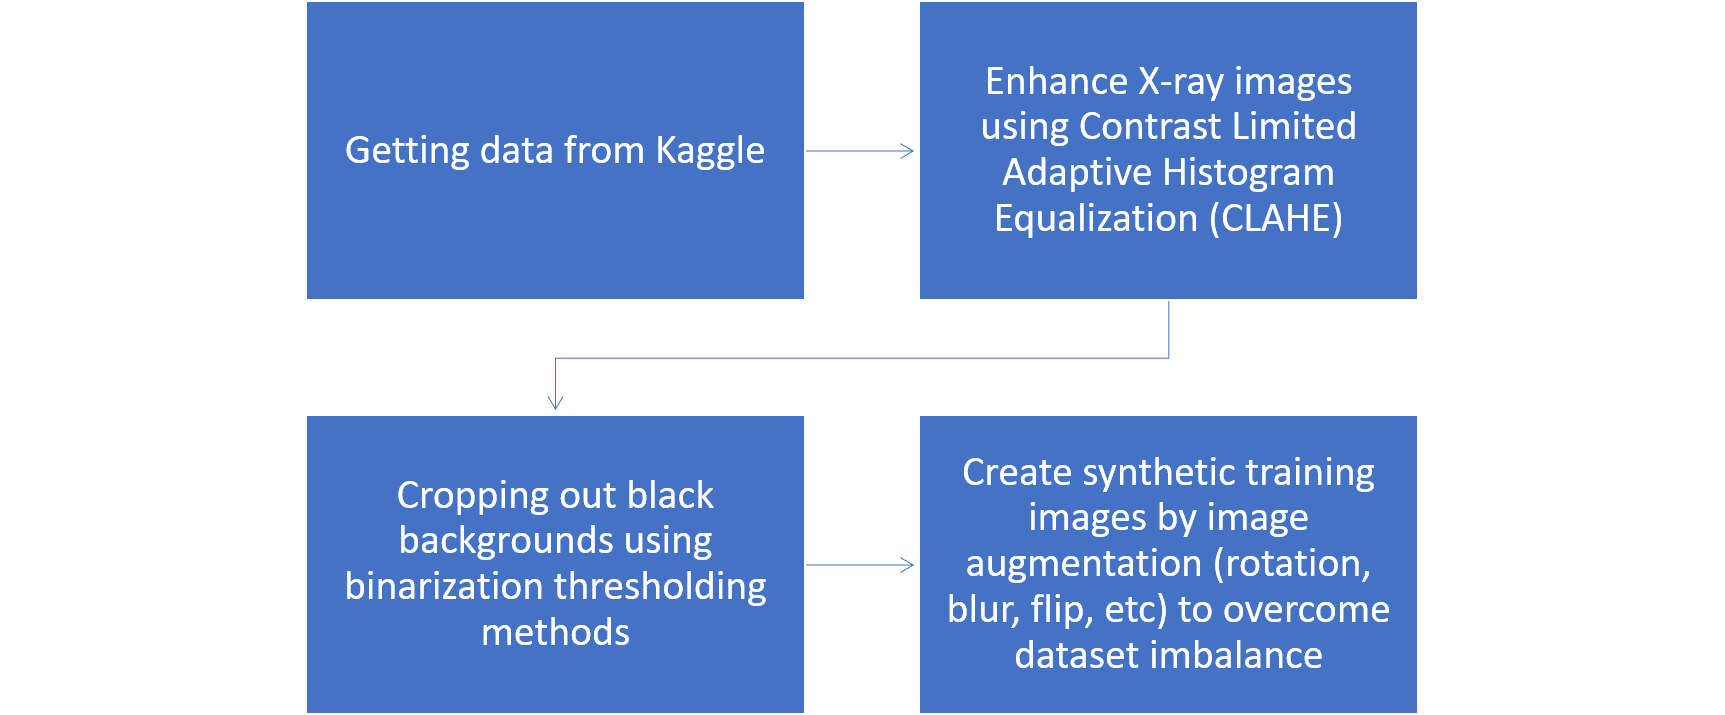 Getting data from Kaggle
Enhance X-ray images
using Contrast Limited
Adaptive Histogram
Equalization (CLAHE)
Cropping out black
backgrounds using
binarization thresholding
methods
Create synthetic training
images by image
augmentation (rotation,
blur, flip, etc) to overcome
dataset imbalance